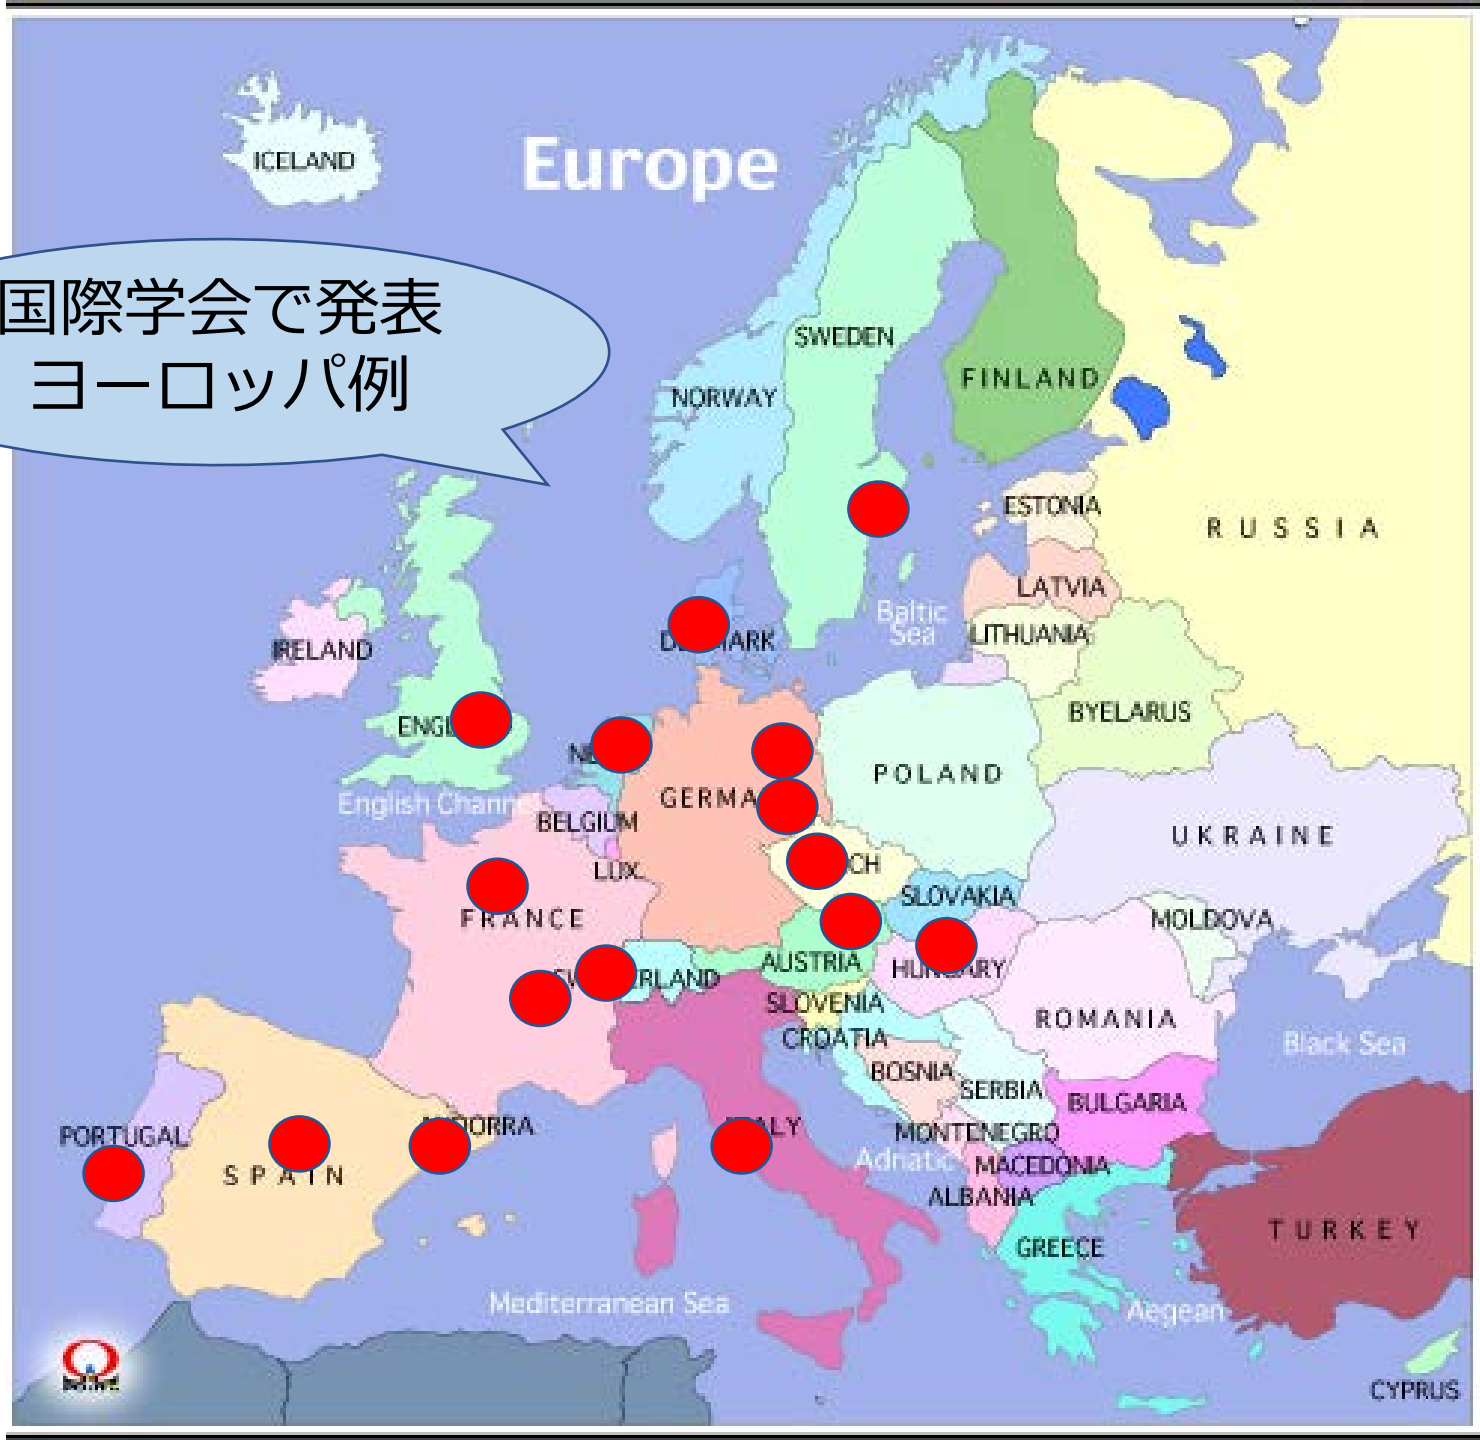 ICELAND
Europe
国際学会で発表
ヨーロッパ例
SWEDEN
FINLAND
NORWAY
ESTONIA
RUSSIA
LATVIA
Baltic
Sea
LITHUANIA
IRELAND
BYELARUS
POLAND
English Channel
BELGIUM
UKRAINE
LUX.
SLOVAKIA
FRANCE
MOLDOVA
AUSTRIA
SLOVENIA
ROMANIA
CROATIA
Black Sea
BOSNIA
SERBIA
BULGARIA
PORTUGAL
MONTENEGRO
Adriatic
MACEDONIA
SPAIN
ALBANIA
TURKEY
GREECE
Mediterranean Sea
Aegean
CYPRUS